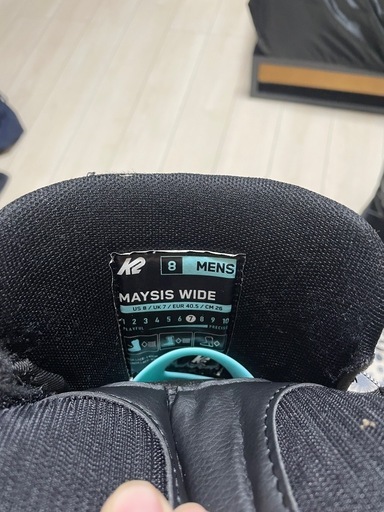 K2 8 MENS
MAYSIS WIDE
US 8 / UK 7 / EUR 40.5 / CM 26
1 2 3 4 5 6 7 8 9 10
K2